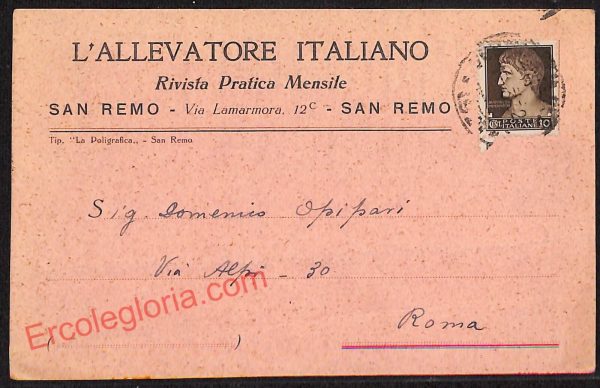 L'ALLEVATORE ITALIANO
Rivista Pratica Mensile
SAN REMO - Via Lamarmora, 12C - SAN REMO
Tip. "La Poligrafica„ - San Remo
POSTE
ITALIANE 10
Sig. Domenico Opipari
Via Alpi - 30
Roma
Ercolegloria.com